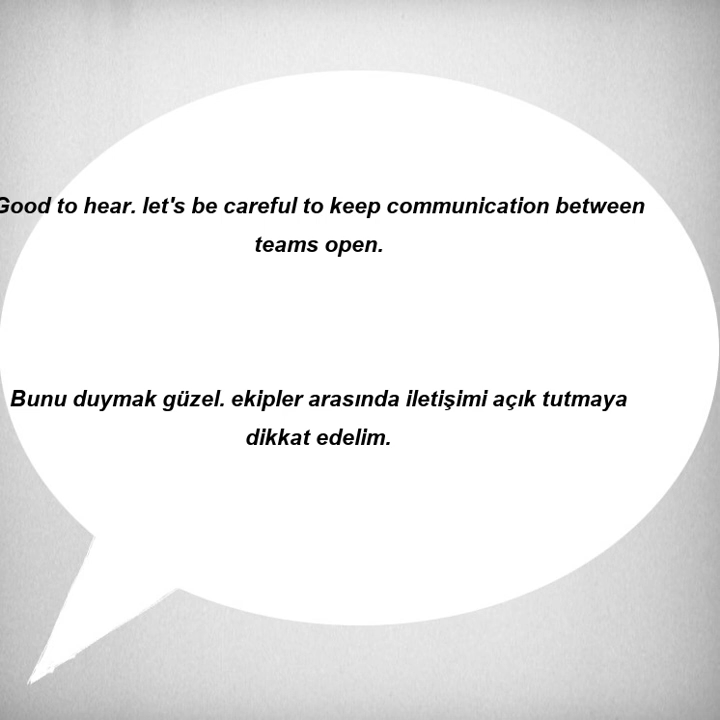 Good to hear. let's be careful to keep communication between
teams open.
Bunu duymak güzel. ekipler arasında iletişimi açık tutmaya
dikkat edelim.